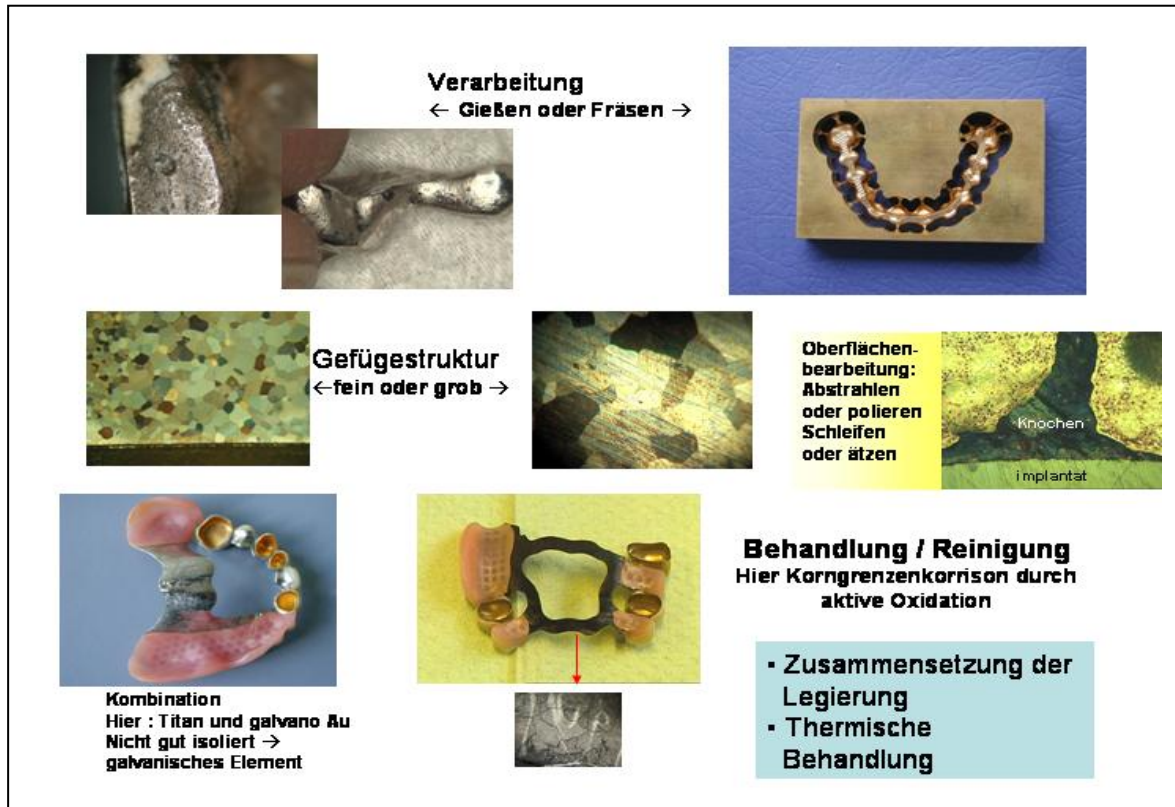 Verarbeitung
← Gießen oder Fräsen →
Gefügestruktur
←fein oder grob →
Oberflächen-
bearbeitung:
Abstrahlen
oder polieren
Schleifen
oder ätzen
Knochen
implantat
Kombination
Hier : Titan und galvano Au
Nicht gut isoliert →
galvanisches Element
Behandlung / Reinigung
Hier Korngrenzenkorrison durch
aktive Oxidation
▪ Zusammensetzung der
Legierung
▪ Thermische
Behandlung